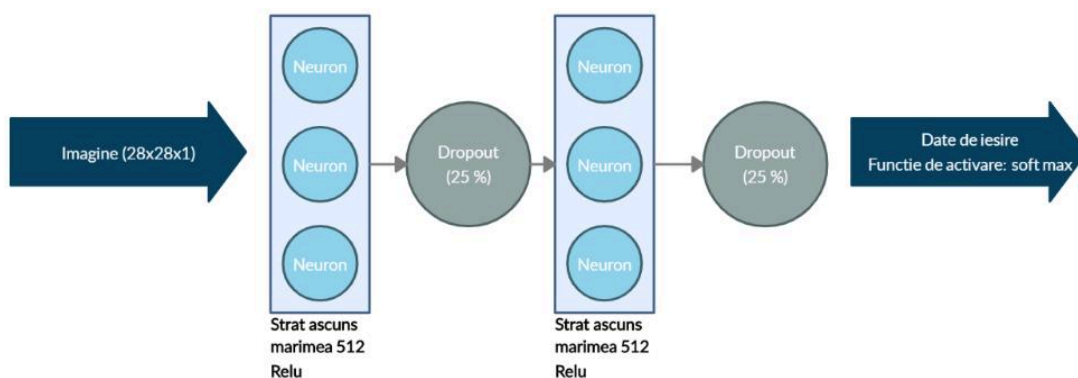 Imagine (28x28x1)
Neuron
Neuron
Neuron
Strat ascuns
marimea 512
Relu
Dropout
(25 %)
Neuron
Neuron
Neuron
Strat ascuns
marimea 512
Relu
Dropout
(25 %)
Date de iesire
Functie de activare: soft max